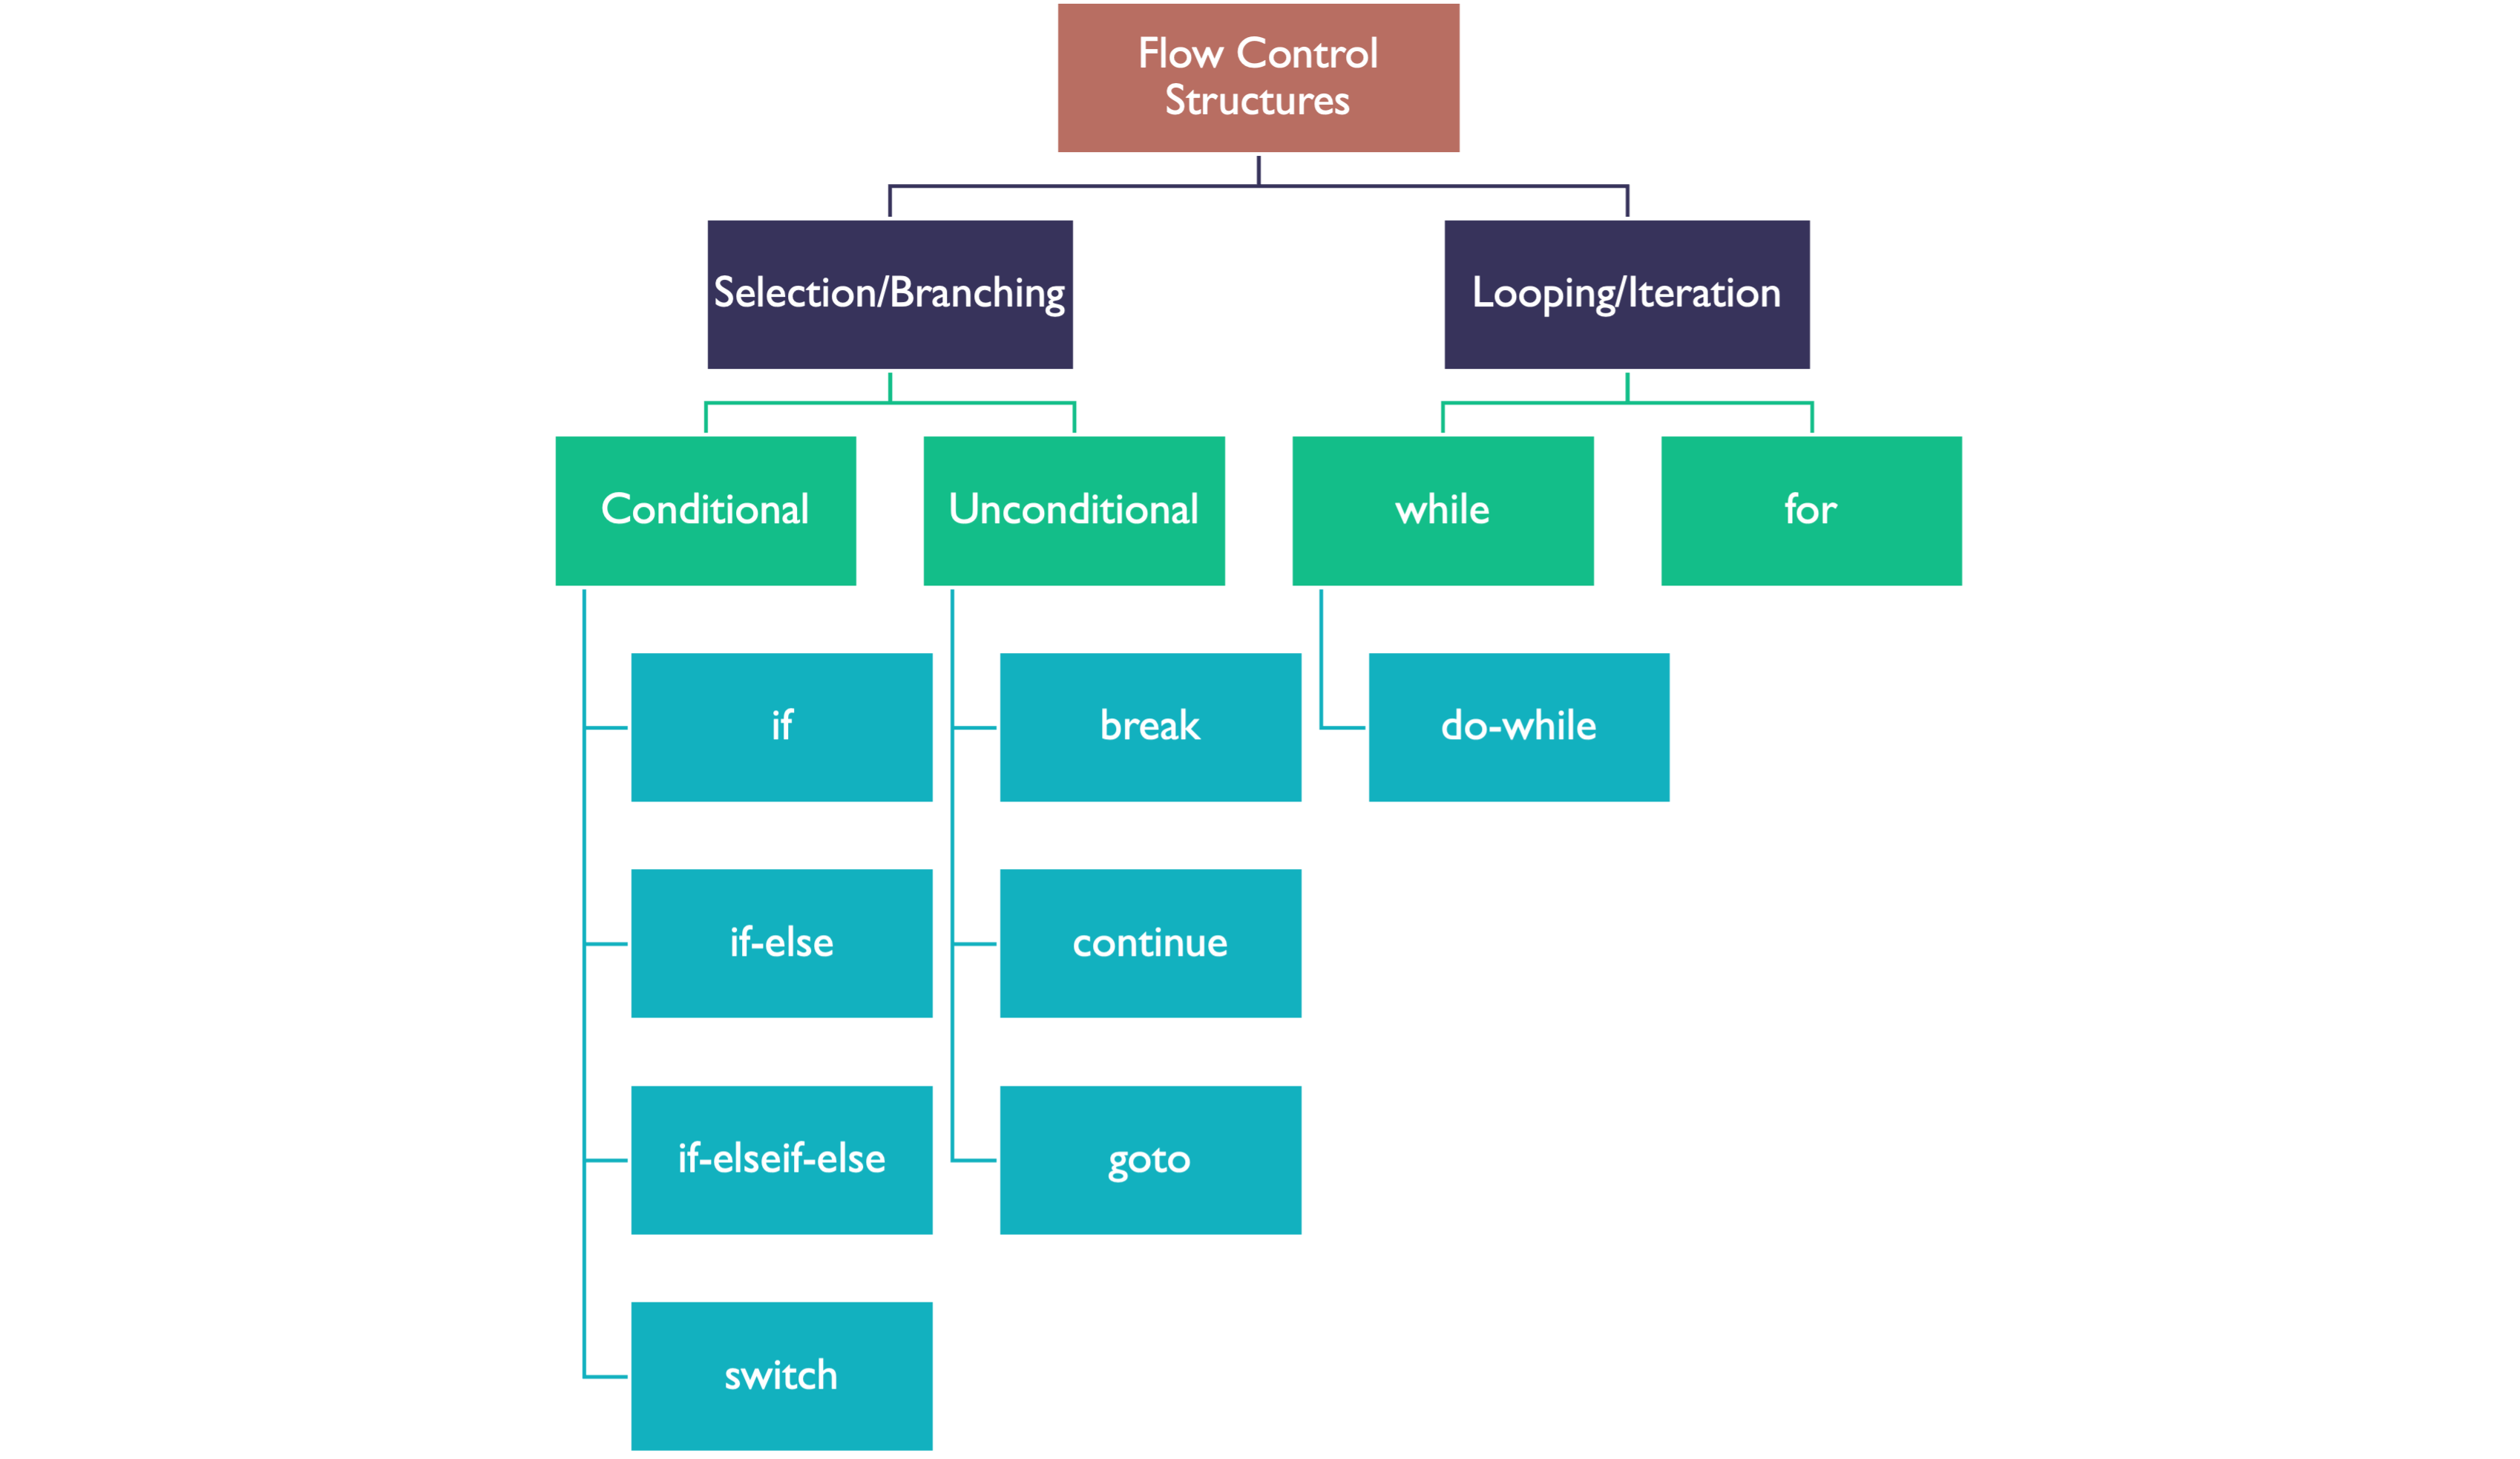 Flow Control
Structures
Selection/Branching
Looping/Iteration
Conditional
Unconditional
while
for
if
break
do-while
if-else
continue
if-elseif-else
goto
switch